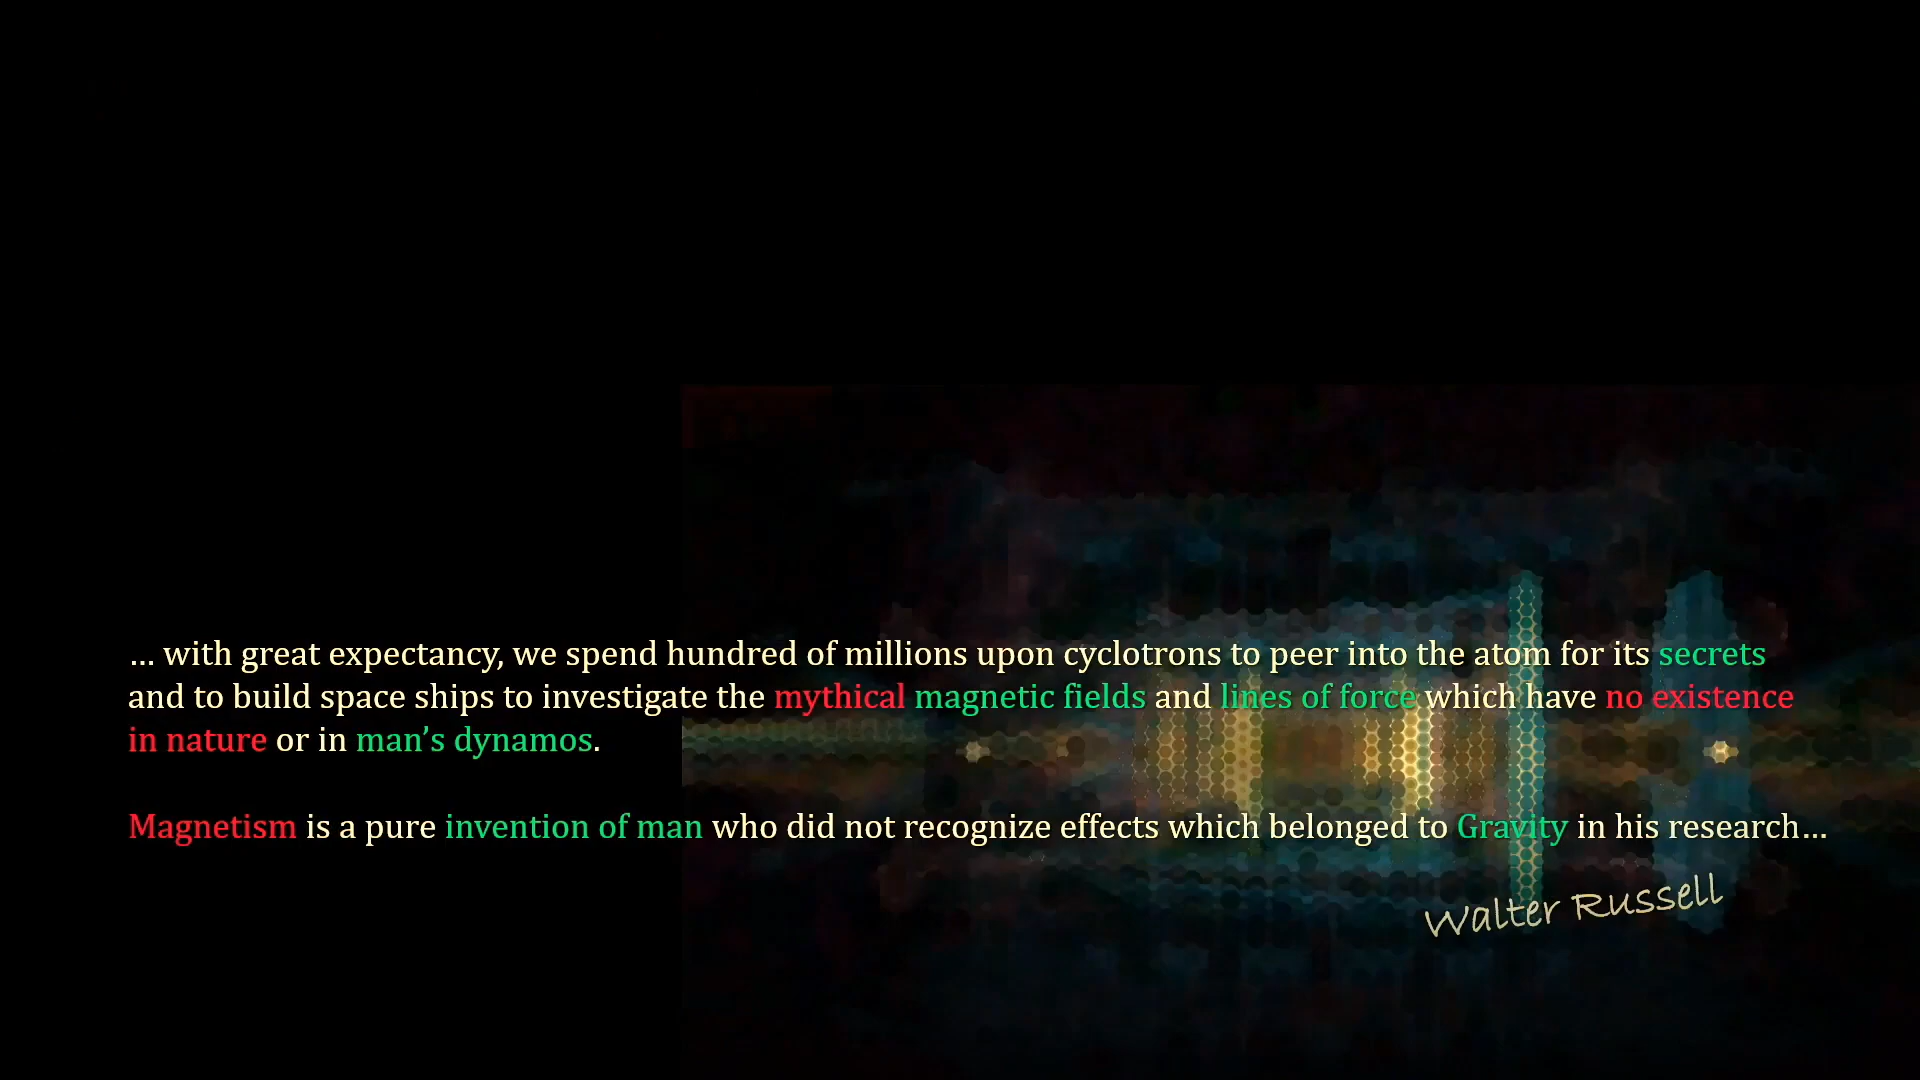 … with great expectancy, we spend hundred of millions upon cyclotrons to peer into the atom for its secrets
and to build space ships to investigate the mythical magnetic fields and lines of force which have no existence
in nature or in man’s dynamos.
Magnetism is a pure invention of man who did not recognize effects which belonged to Gravity in his research…
Walter Russell